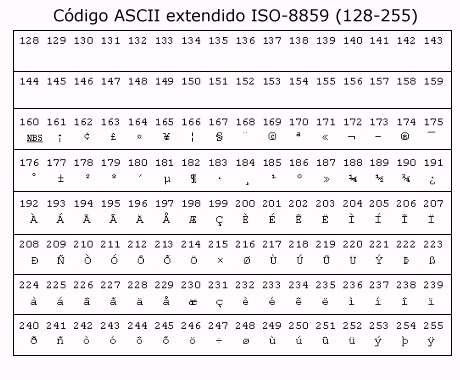 Código ASCII extendido ISO-8859 (128-255)
128 129 130 131 132 133 134 135 136 137 138 139 140 141 142 143
144 145 146 147 148 149 150 151 152 153 154 155 156 157 158 159
160 161 162 163 164 165 166 167 168 169 170 171 172 173 174 175
NBS ¡ ¢ £ ¤ ¥ ¦ § ¨ © ª « ¬ - ® ¯
176 177 178 179 180 181 182 183 184 185 186 187 188 189 190 191
° ± ² ³ ´ µ ¶ · ¸ ¹ º » ¼ ½ ¾ ¿
192 193 194 195 196 197 198 199 200 201 202 203 204 205 206 207
À Á Â Ã Ä Å Æ Ç È É Ê Ë Ì Í Î Ï
208 209 210 211 212 213 214 215 216 217 218 219 220 221 222 223
Ð Ñ Ò Ó Ô Õ Ö × Ø Ù Ú Û Ü Ý Þ ß
224 225 226 227 228 229 230 231 232 233 234 235 236 237 238 239
à á â ã ä å æ ç è é ê ë ì í î ï
240 241 242 243 244 245 246 247 248 249 250 251 252 253 254 255
ð ñ ò ó ô õ ö ÷ ø ù ú û ü ý þ ÿ